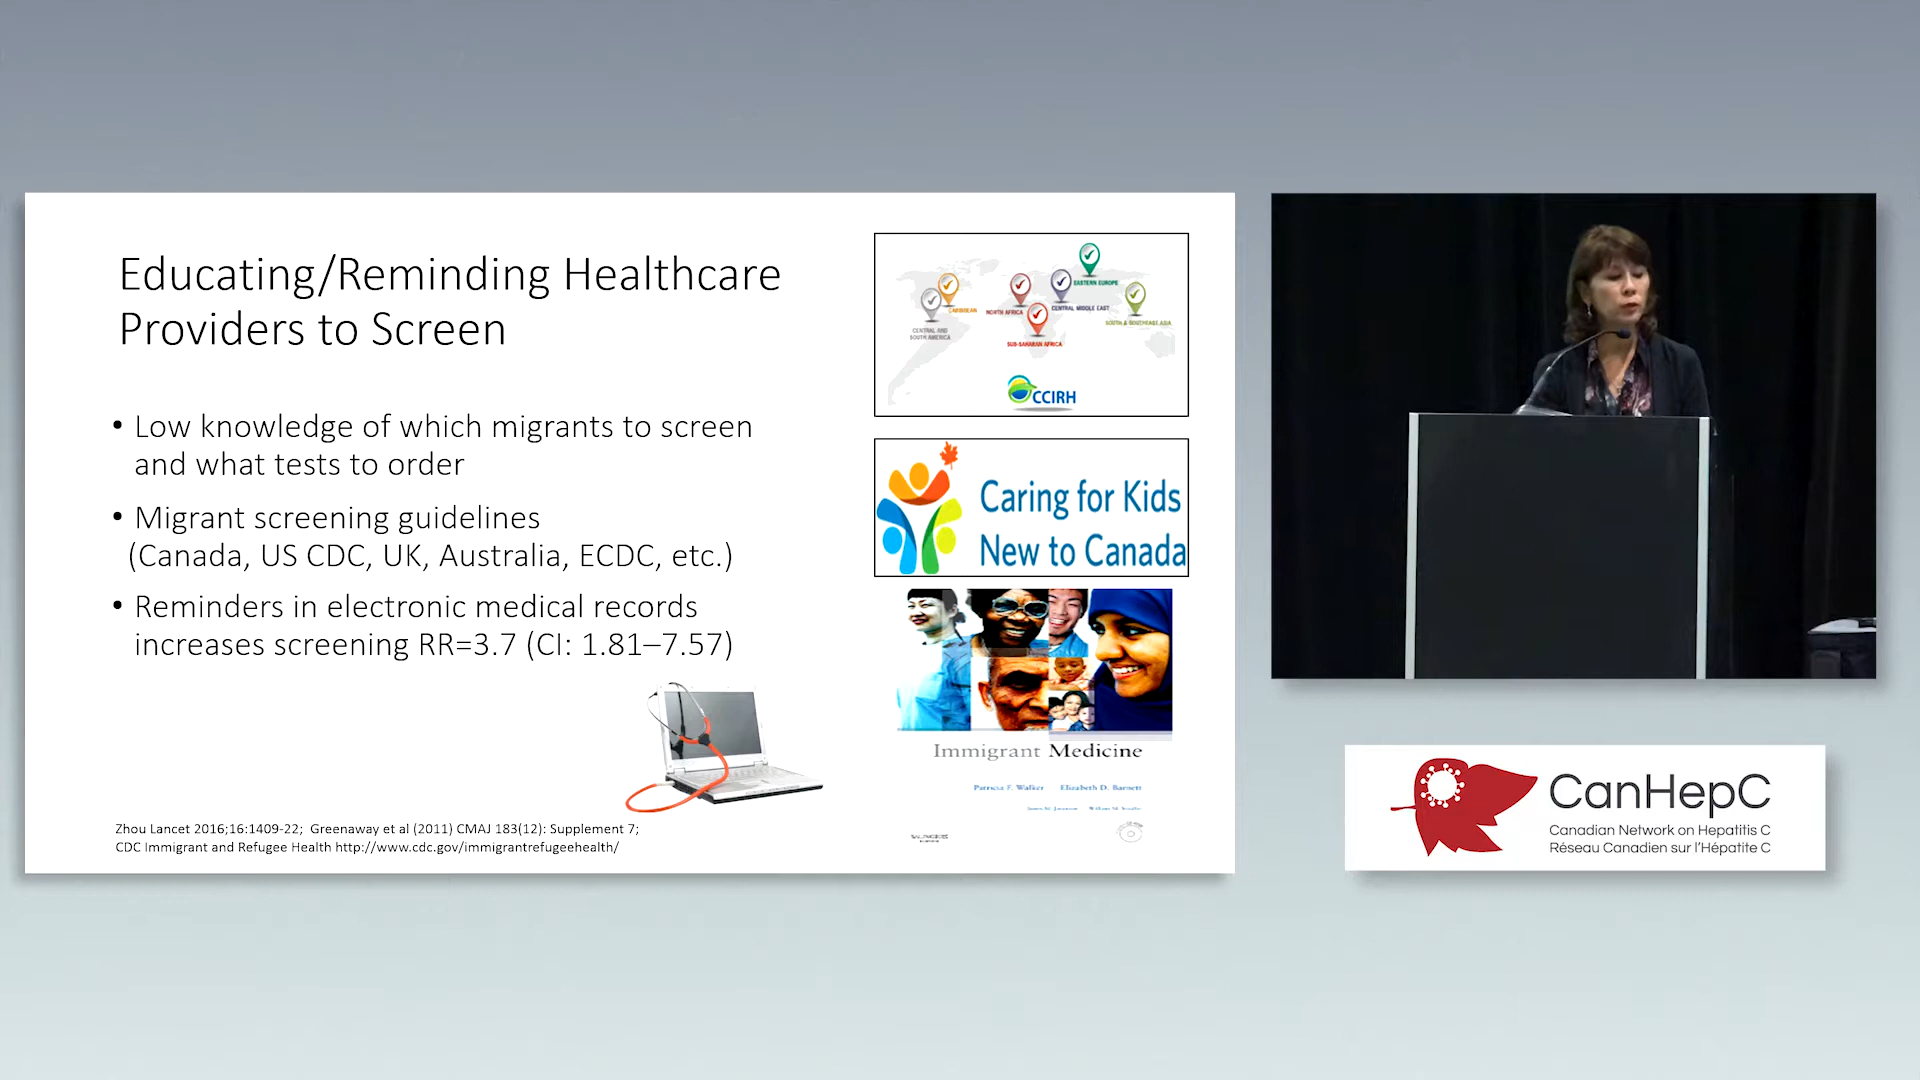 Educating/Reminding Healthcare
Providers to Screen
• Low knowledge of which migrants to screen
and what tests to order
• Migrant screening guidelines
(Canada, US CDC, UK, Australia, ECDC, etc.)
• Reminders in electronic medical records
increases screening RR=3.7 (CI: 1.81–7.57)
Zhou Lancet 2016;16:1409-22; Greenaway et al (2011) CMAJ 183(12): Supplement 7;
CDC Immigrant and Refugee Health http://www.cdc.gov/immigrantrefugeehealth/
EASTERN EUROPE
CARIBBEAN
NORTH AFRICA
CENTRAL MIDDLE EAST
SOUTH & SOUTHEAST ASIA
CENTRAL AND
SOUTH AMERICA
SUB-SAHARAN AFRICA
CCIRH
Caring for Kids
New to Canada
Immigrant Medicine
Patricia F. Walker Elizabeth D. Barnett
CanHepC
Canadian Network on Hepatitis C
Réseau Canadien sur l'Hépatite C